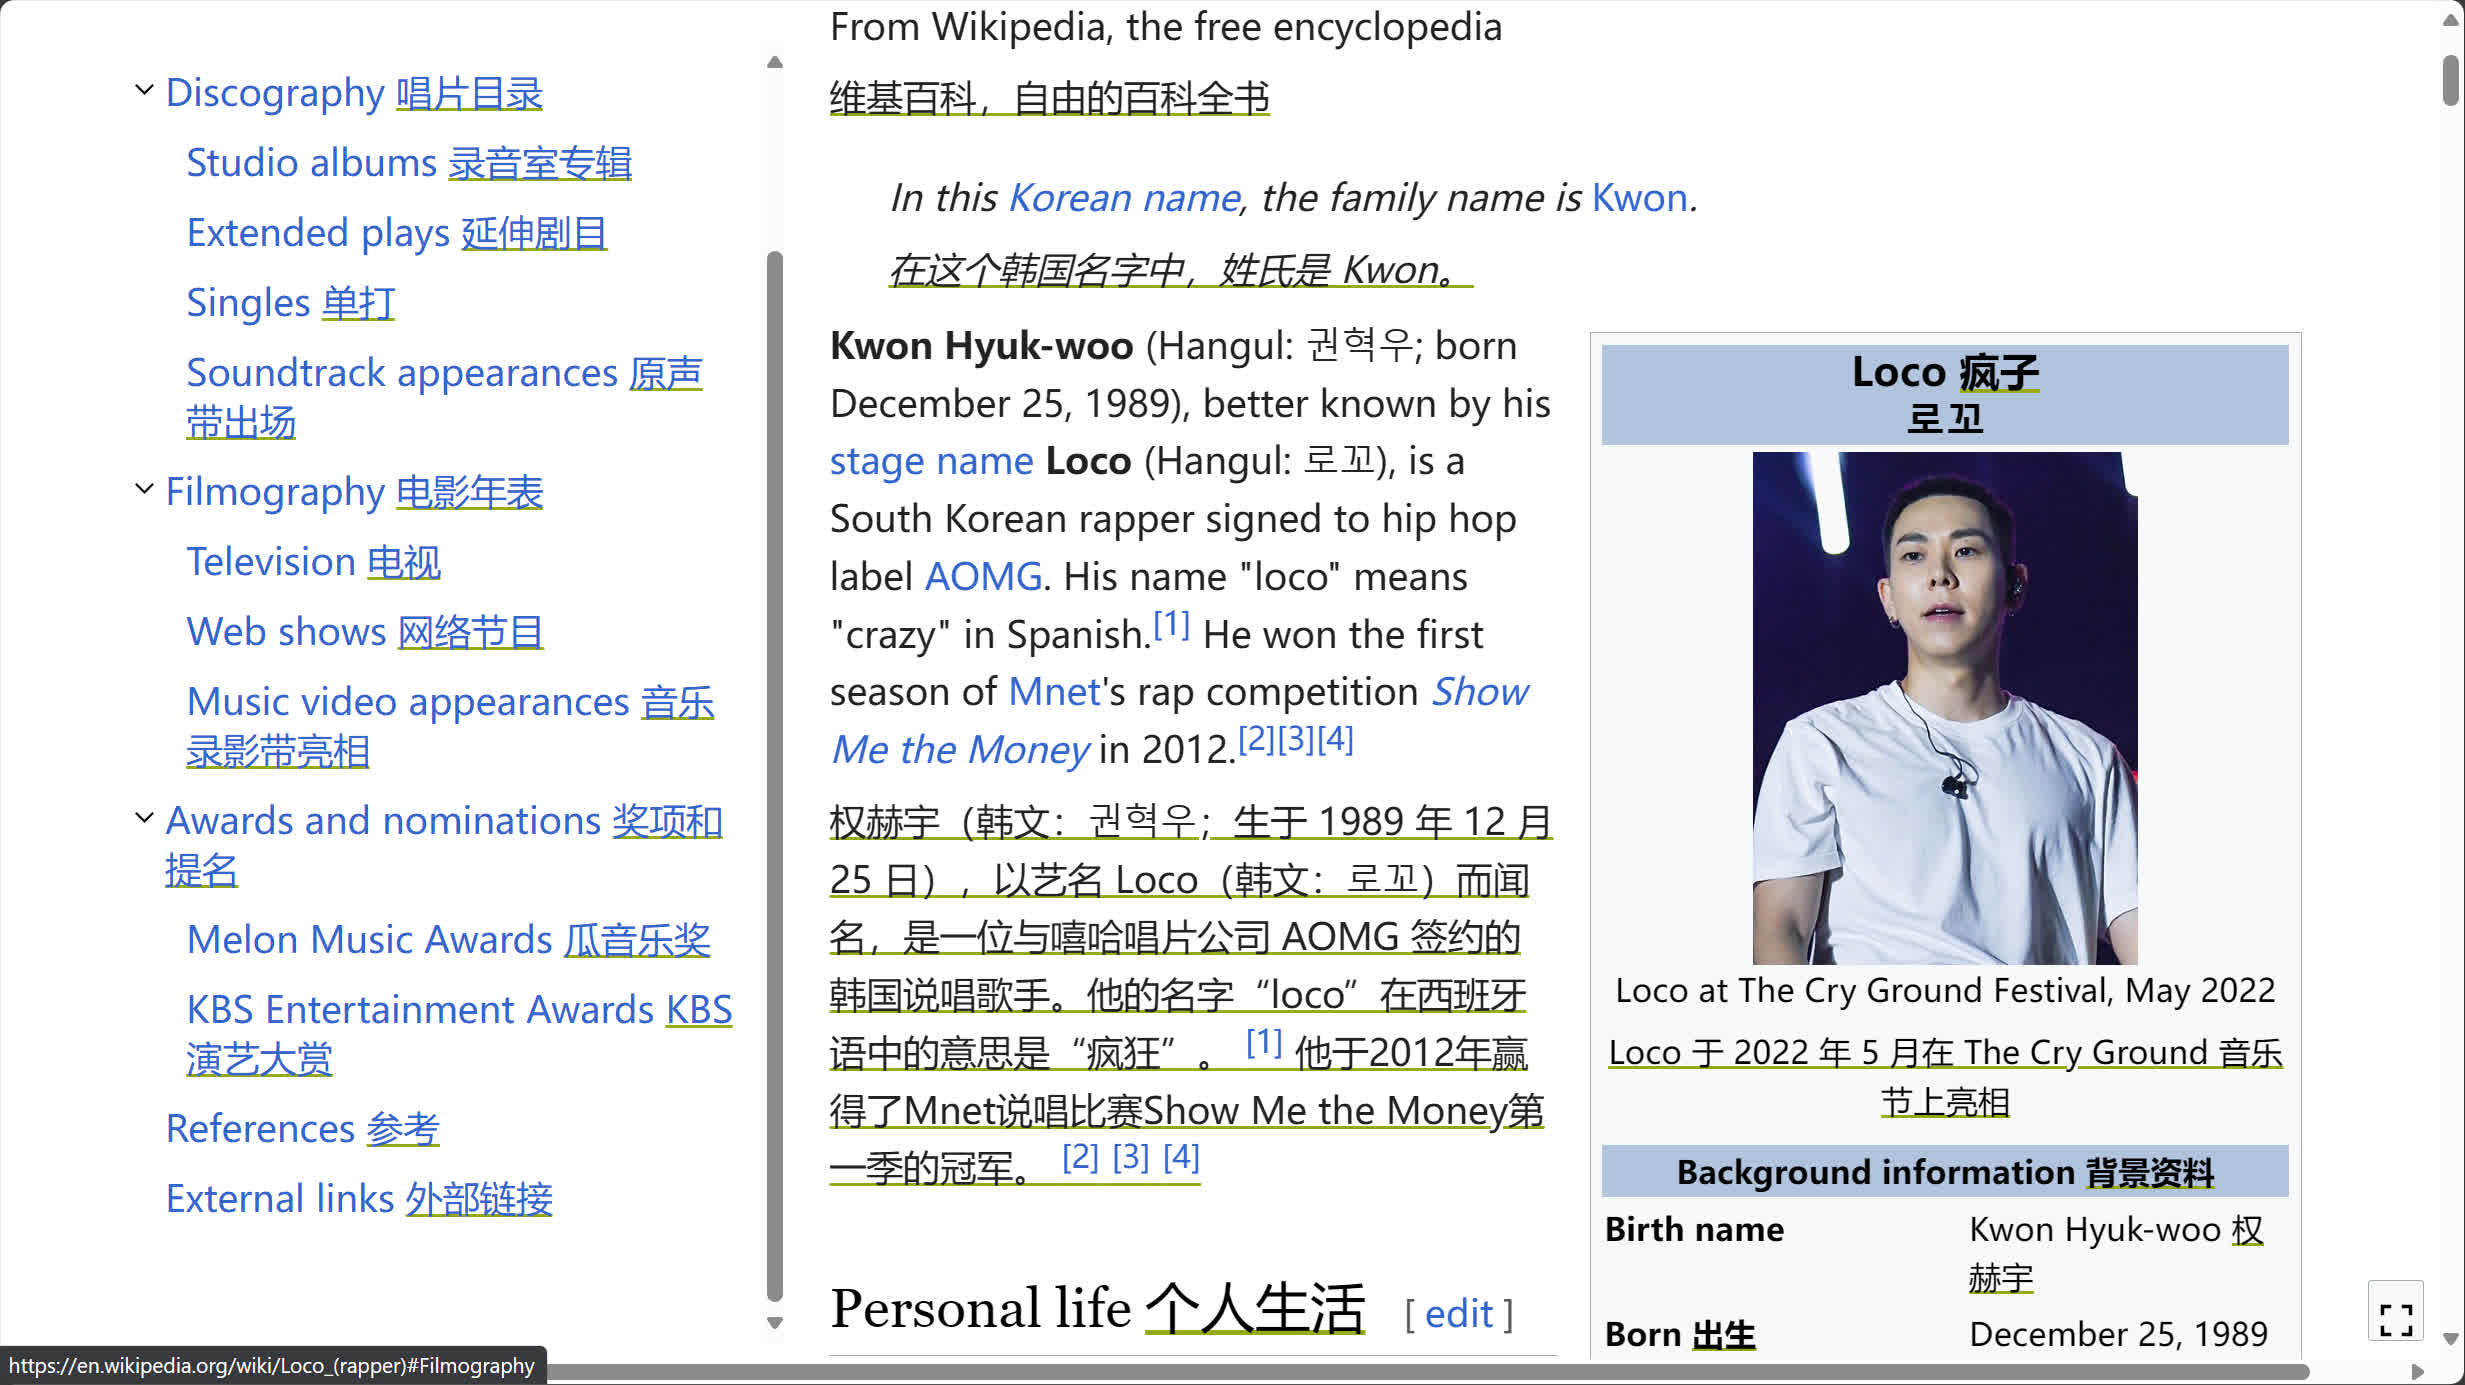 Discography 唱片目录
Studio albums 录音室专辑
Extended plays 延伸剧目
Singles 单打
Soundtrack appearances 原声
带出场
Filmography 电影年表
Television 电视
Web shows 网络节目
Music video appearances 音乐
录影带亮相
Awards and nominations 奖项和
提名
Melon Music Awards 瓜音乐奖
KBS Entertainment Awards KBS
演艺大赏
References 参考
External links 外部链接
From Wikipedia, the free encyclopedia
维基百科，自由的百科全书
In this Korean name, the family name is Kwon.
在这个韩国名字中，姓氏是 Kwon。
Kwon Hyuk-woo (Hangul: 권혁우; born
December 25, 1989), better known by his
stage name Loco (Hangul: 로꼬), is a
South Korean rapper signed to hip hop
label AOMG. His name "loco" means
"crazy" in Spanish.[1] He won the first
season of Mnet's rap competition Show
Me the Money in 2012.[2][3][4]
权赫宇（韩文：권혁우；生于 1989 年 12 月
25 日），以艺名 Loco（韩文：로꼬）而闻
名，是一位与嘻哈唱片公司 AOMG 签约的
韩国说唱歌手。他的名字“loco”在西班牙
语中的意思是“疯狂”。 [1] 他于2012年赢
得了Mnet说唱比赛Show Me the Money第
一季的冠军。 [2] [3] [4]
Personal life 个人生活 [ edit ]
Loco 疯子
로꼬
Loco at The Cry Ground Festival, May 2022
Loco 于 2022 年 5 月在 The Cry Ground 音乐
节上亮相
Background information 背景资料
Birth name Kwon Hyuk-woo 权
赫宇
Born 出生 December 25, 1989
https://en.wikipedia.org/wiki/Loco_(rapper)#Filmography